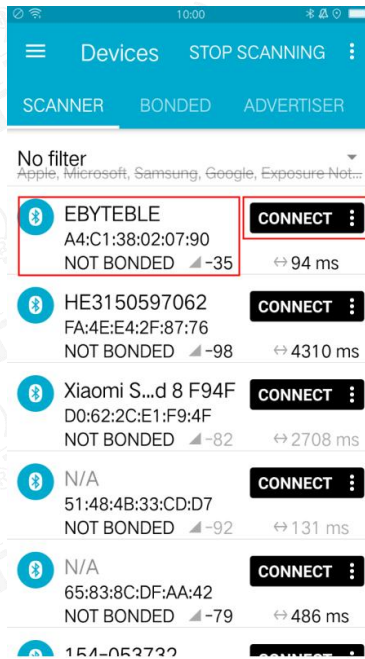 10:00
Devices STOP SCANNING
SCANNER BONDED ADVERTISER
No filter
Apple, Microsoft, Samsung, Google, Exposure Not...
EBYTEBLE CONNECT
A4:C1:38:02:07:90
NOT BONDED -35 94 ms
HE3150597062 CONNECT
FA:4E:E4:2F:87:76
NOT BONDED -98 4310 ms
Xiaomi S...d 8 F94F CONNECT
D0:62:2C:E1:F9:4F
NOT BONDED -82 2708 ms
N/A CONNECT
51:48:4B:33:CD:D7
NOT BONDED -92 131 ms
N/A CONNECT
65:83:8C:DF:AA:42
NOT BONDED -79 486 ms
154-053732 CONNECT